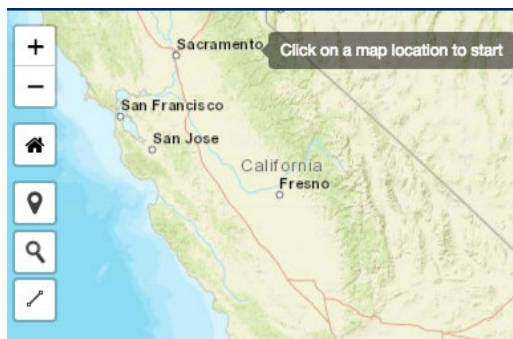 Sacramento
Click on a map location to start
San Francisco
San Jose
California
Fresno